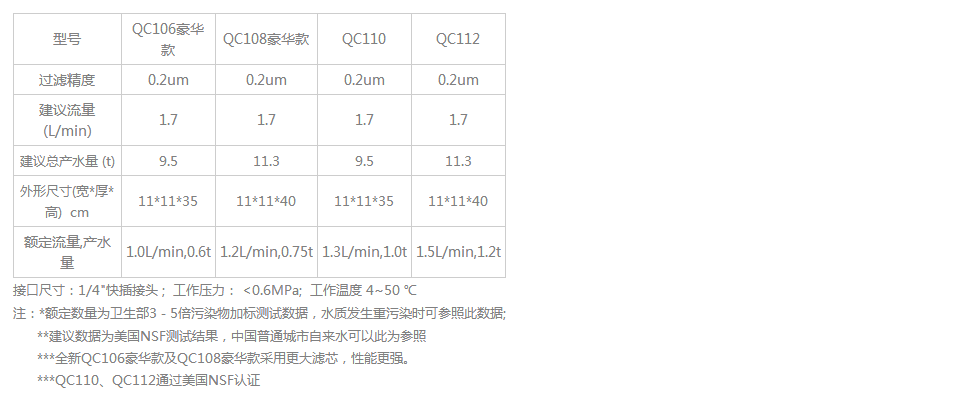 型号 QC106豪华款 QC108豪华款 QC110 QC112
过滤精度 0.2um 0.2um 0.2um 0.2um
建议流量(L/min) 1.7 1.7 1.7 1.7
建议总产水量 (t) 9.5 11.3 9.5 11.3
外形尺寸(宽*厚*高) cm 11*11*35 11*11*40 11*11*35 11*11*40
额定流量,产水量 1.0L/min,0.6t 1.2L/min,0.75t 1.3L/min,1.0t 1.5L/min,1.2t
接口尺寸：1/4"快插接头； 工作压力： <0.6MPa; 工作温度 4~50 ℃
注：*额定数量为卫生部3－5倍污染物加标测试数据，水质发生重污染时可参照此数据;
**建议数据为美国NSF测试结果，中国普通城市自来水可以此为参照
***全新QC106豪华款及QC108豪华款采用更大滤芯，性能更强。
***QC110、QC112通过美国NSF认证